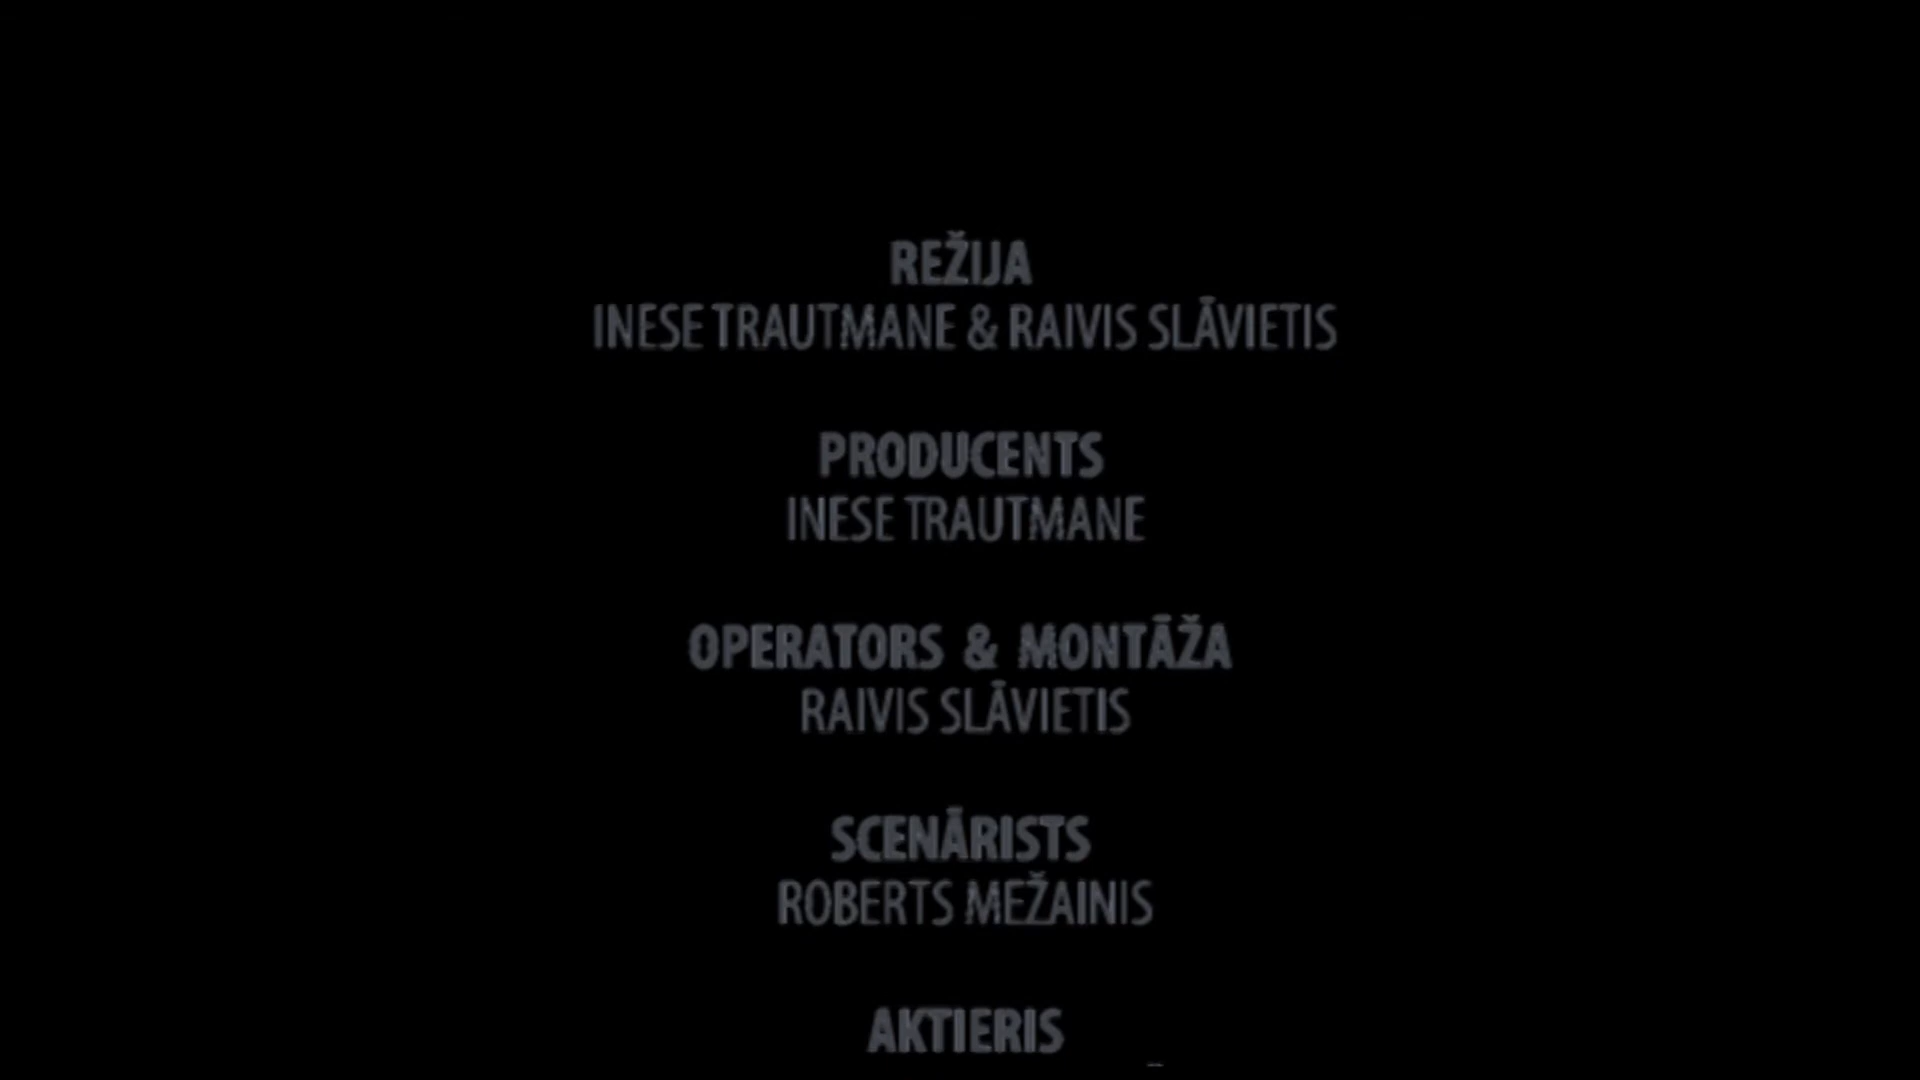 REŽIJA
INESE TRAUTMANE & RAIVIS SLĀVIETIS
PRODUCENTS
INESE TRAUTMANE
OPERATORS & MONTĀŽA
RAIVIS SLĀVIETIS
SCENĀRISTS
ROBERTS MEŽAINIS
AKTIERIS